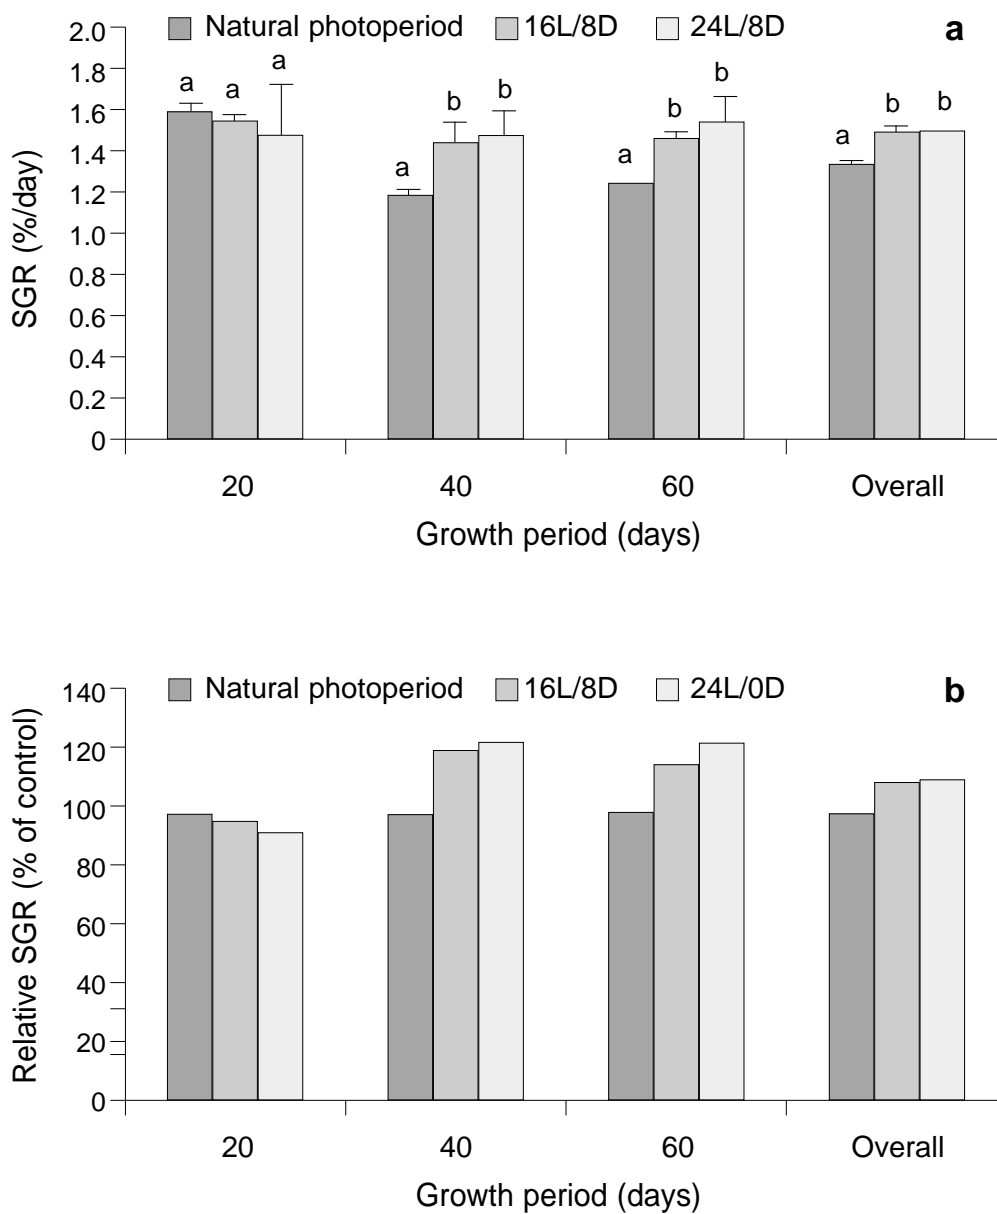 Natural photoperiod 16L/8D 24L/8D a
2.0
1.8
1.6
1.4
1.2
1.0
0.8
0.6
0.4
0.2
0
SGR (%/day)
a a a
a b b
a b b
a b b
20 40 60 Overall
Growth period (days)
Natural photoperiod 16L/8D 24L/0D b
140
120
100
80
60
40
20
0
Relative SGR (% of control)
20 40 60 Overall
Growth period (days)